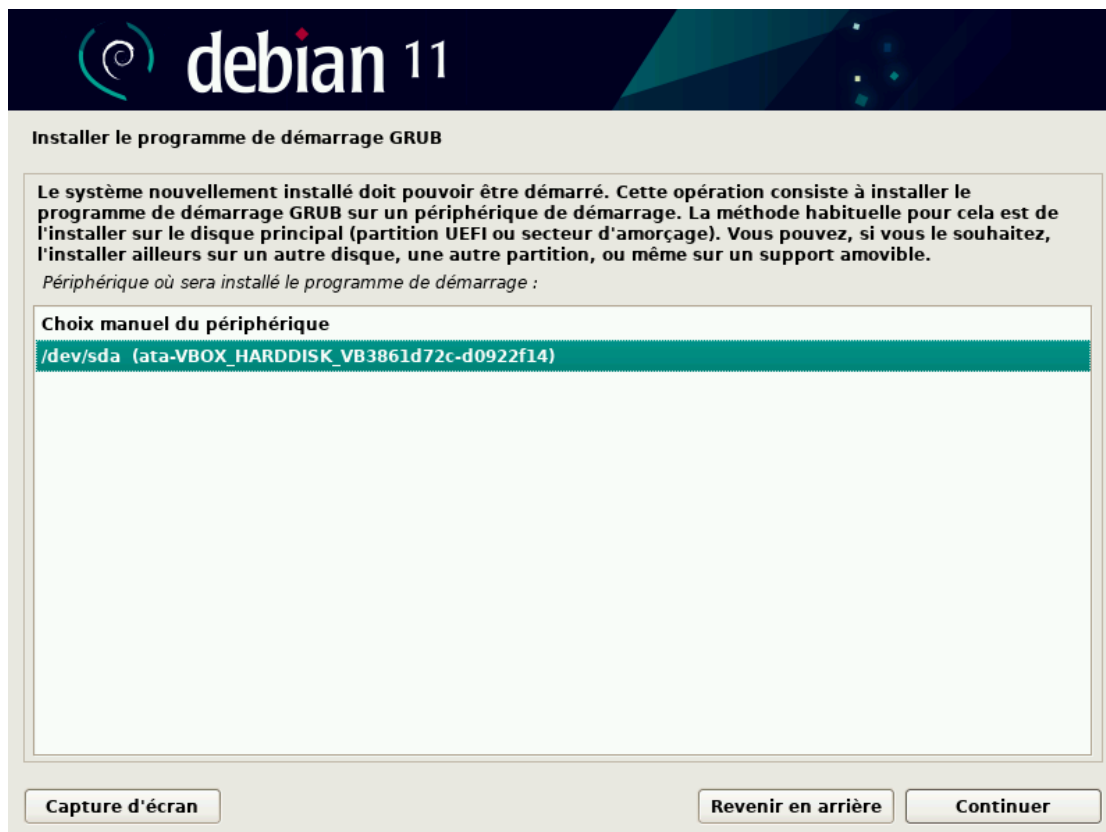 debian 11
Installer le programme de démarrage GRUB
Le système nouvellement installé doit pouvoir être démarré. Cette opération consiste à installer le
programme de démarrage GRUB sur un périphérique de démarrage. La méthode habituelle pour cela est de
l'installer sur le disque principal (partition UEFI ou secteur d'amorçage). Vous pouvez, si vous le souhaitez,
l'installer ailleurs sur un autre disque, une autre partition, ou même sur un support amovible.
Périphérique où sera installé le programme de démarrage :
Choix manuel du périphérique
/dev/sda (ata-VBOX_HARDDISK_VB3861d72c-d0922f14)
Capture d'écran
Revenir en arrière
Continuer